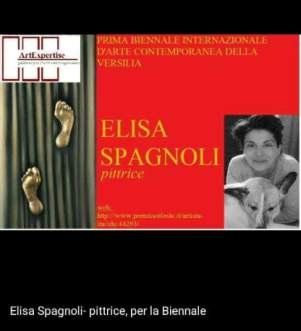 PRIMA BIENNALE INTERNAZIONALE
D'ARTE CONTEMPORANEA DELLA
VERSILIA
ArtExpertise
ELISA
SPAGNOLI
pittrice
web:
Elisa Spagnoli- pittrice, per la Biennale